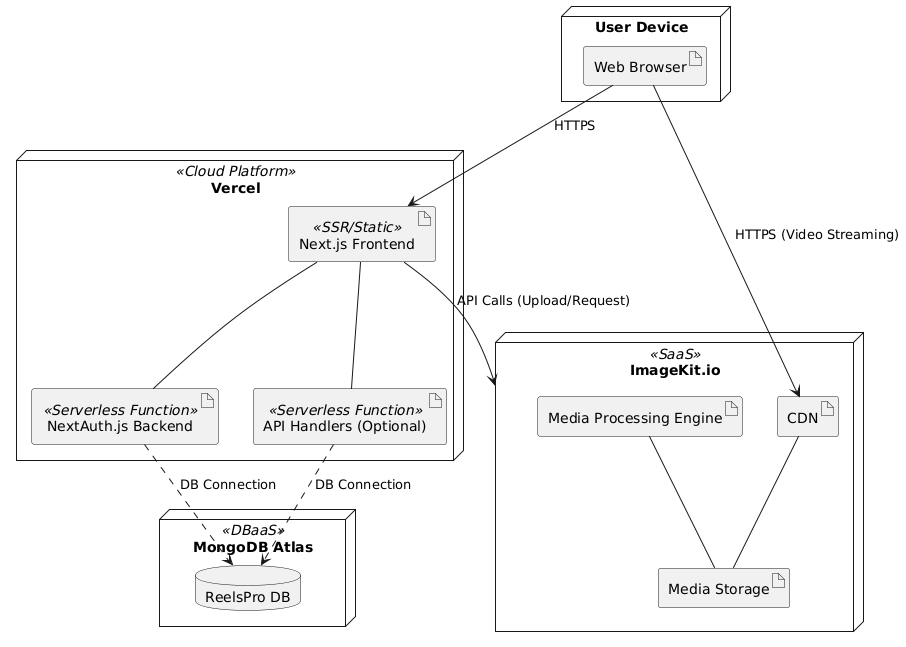 User Device
Web Browser
HTTPS
«Cloud Platform»
Vercel
«SSR/Static»
Next.js Frontend
HTTPS (Video Streaming)
API Calls (Upload/Request)
«Serverless Function»
NextAuth.js Backend
«Serverless Function»
API Handlers (Optional)
«SaaS»
ImageKit.io
Media Processing Engine
CDN
DB Connection
DB Connection
«DBaaS»
MongoDB Atlas
ReelsPro DB
Media Storage